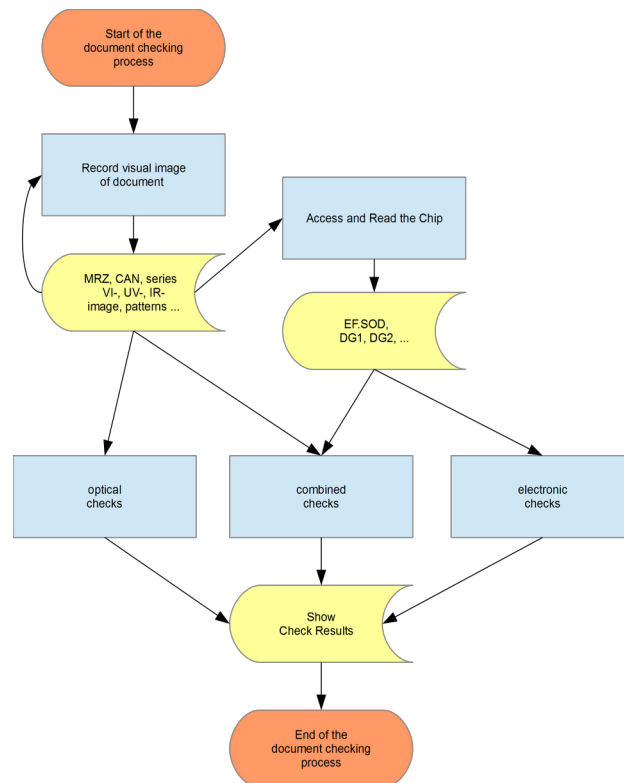 Start of the
document checking
process
Record visual image
of document
Access and Read the Chip
MRZ, CAN, series
VI-, UV-, IR-
image, patterns ...
EF.SOD,
DG1, DG2, ...
optical
checks
combined
checks
electronic
checks
Show
Check Results
End of the
document checking
process